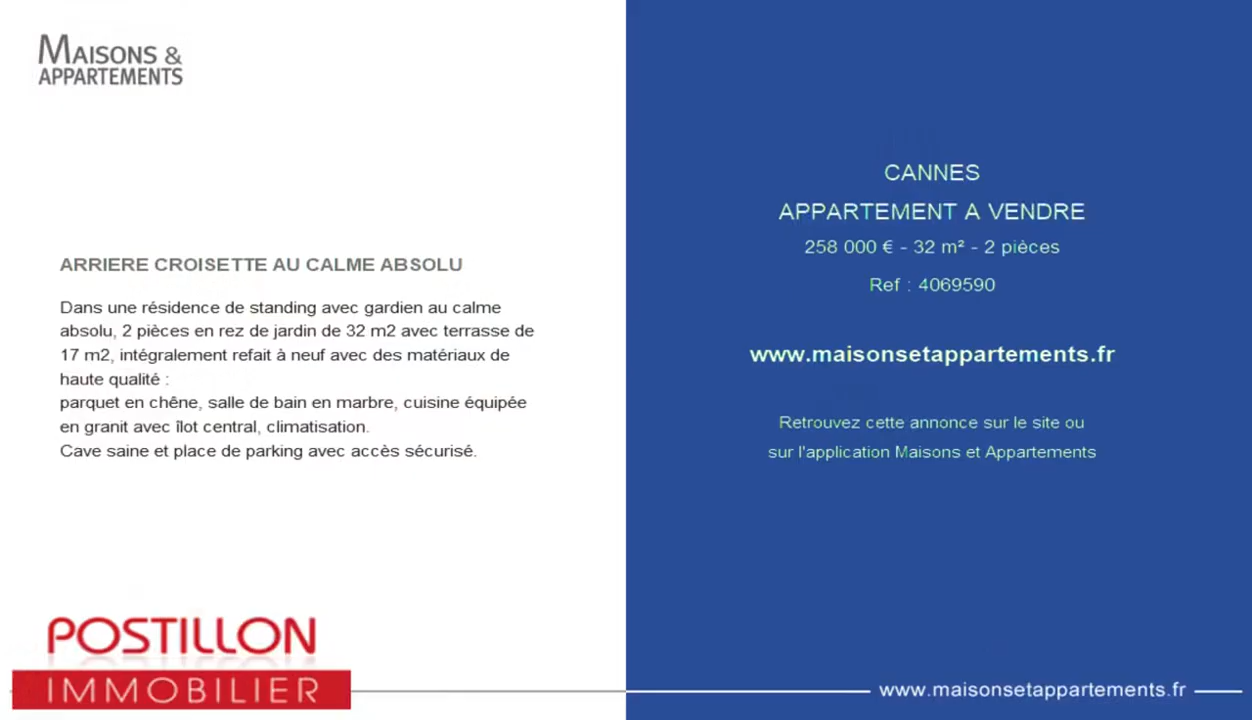 MAISONS &
APPARTEMENTS
ARRIERE CROISETTE AU CALME ABSOLU
Dans une résidence de standing avec gardien au calme
absolu, 2 pièces en rez de jardin de 32 m2 avec terrasse de
17 m2, intégralement refait à neuf avec des matériaux de
haute qualité :
parquet en chêne, salle de bain en marbre, cuisine équipée
en granit avec îlot central, climatisation.
Cave saine et place de parking avec accès sécurisé.
POSTILLON
IMMOBILIER
CANNES
APPARTEMENT A VENDRE
258 000 € - 32 m² - 2 pièces
Ref : 4069590
www.maisonsetappartements.fr
Retrouvez cette annonce sur le site ou
sur l'application Maisons et Appartements
www.maisonsetappartements.fr